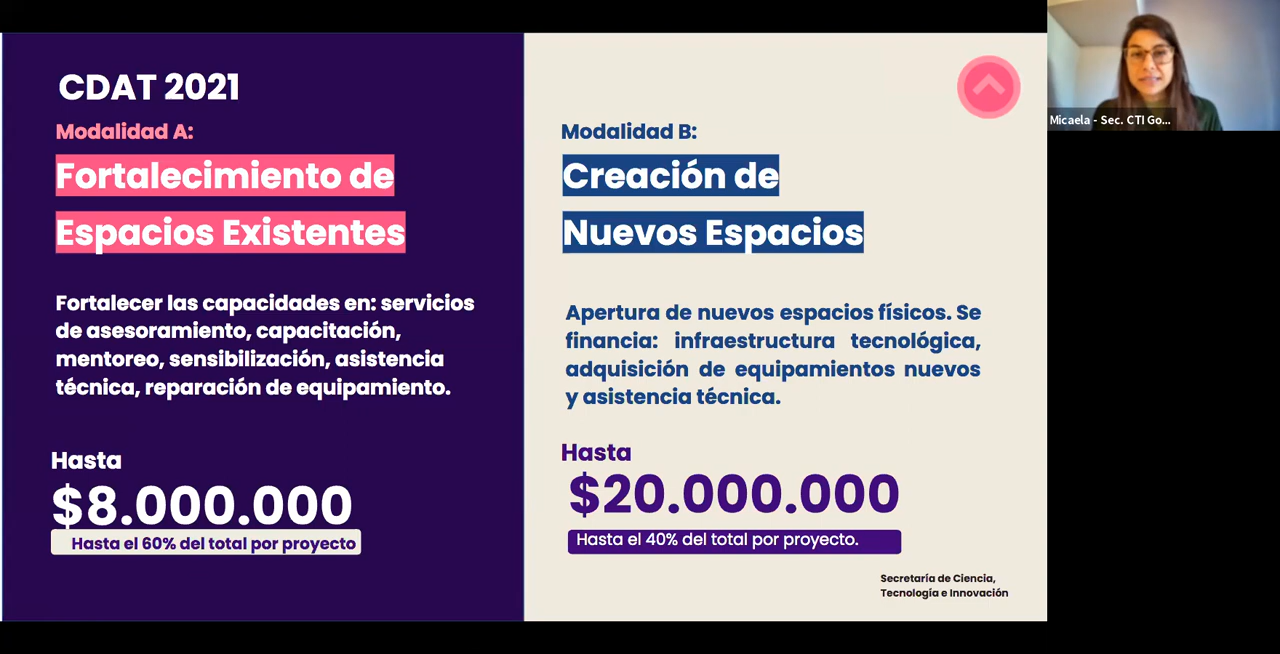 CDAT 2021
Modalidad A:
Fortalecimiento de
Espacios Existentes
Fortalecer las capacidades en: servicios
de asesoramiento, capacitación,
mentoreo, sensibilización, asistencia
técnica, reparación de equipamiento.
Hasta
$8.000.000
Hasta el 60% del total por proyecto
Modalidad B:
Creación de
Nuevos Espacios
Apertura de nuevos espacios físicos. Se
financia: infraestructura tecnológica,
adquisición de equipamientos nuevos
y asistencia técnica.
Hasta
$20.000.000
Hasta el 40% del total por proyecto.
Secretaría de Ciencia,
Tecnología e Innovación
Micaela - Sec. CTI Go...